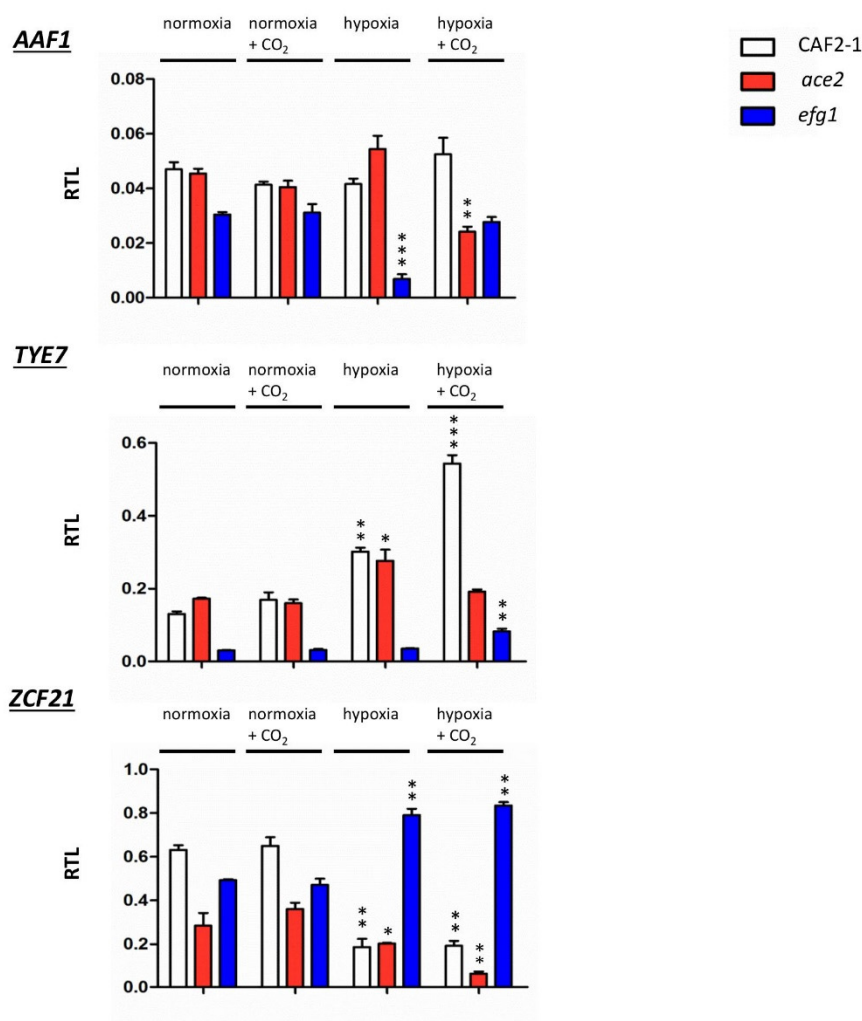 AAF1
normoxia
normoxia
+ CO2
hypoxia
hypoxia
+ CO2
CAF2-1
ace2
efg1
RTL
0.08
0.06
0.04
0.02
0.00
***
**
TYE7
normoxia
normoxia
+ CO2
hypoxia
hypoxia
+ CO2
RTL
0.6
0.4
0.2
0.0
**
*
***
**
ZCF21
normoxia
normoxia
+ CO2
hypoxia
hypoxia
+ CO2
RTL
1.0
0.8
0.6
0.4
0.2
0.0
**
*
**
**
**
**